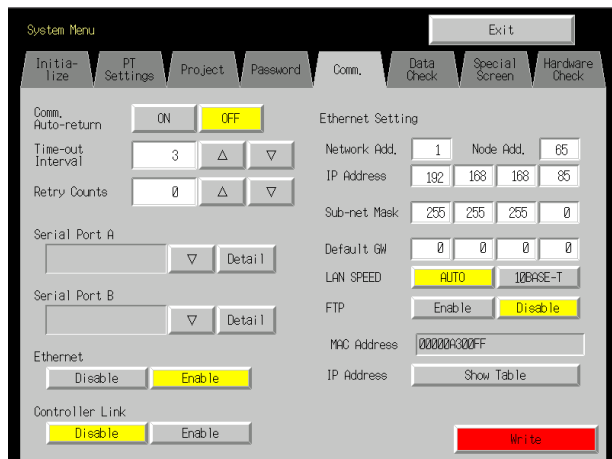 System Menu
Exit
Initia-
lize
PT
Settings
Project
Password
Comm.
Data
Check
Special
Screen
Hardware
Check
Comm.
Auto-return
ON
OFF
Time-out
Interval
3
△
▽
Retry Counts
0
△
▽
Serial Port A
▽
Detail
Serial Port B
▽
Detail
Ethernet
Disable
Enable
Controller Link
Disable
Enable
Ethernet Setting
Network Add. 1 Node Add. 65
IP Address 192 168 168 85
Sub-net Mask 255 255 255 0
Default GW 0 0 0 0
LAN SPEED AUTO 10BASE-T
FTP Enable Disable
MAC Address 00000A300FF
IP Address Show Table
Write